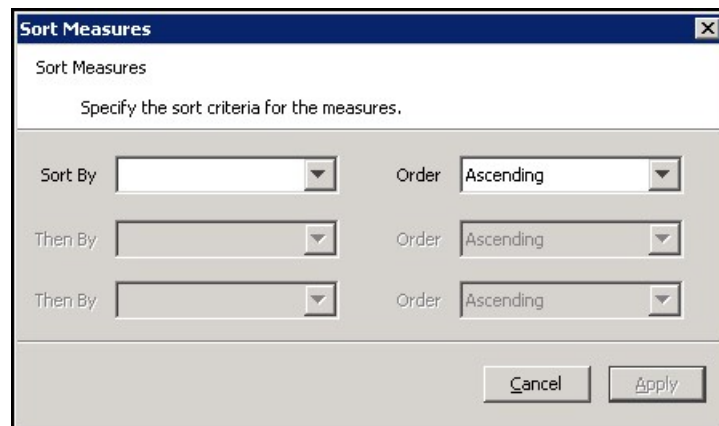 Sort Measures
Sort Measures
Specify the sort criteria for the measures.
Sort By Order Ascending
Then By Order Ascending
Then By Order Ascending
Cancel Apply